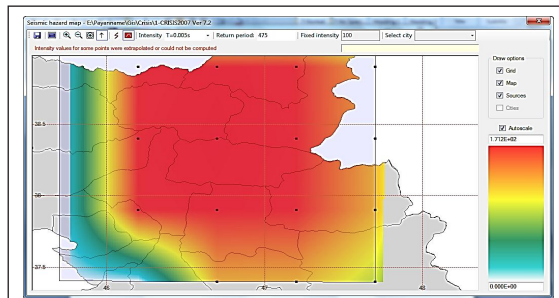 Seismic hazard map - E:\Payanname\Gis\Crisis\1-CRISIS2007 Ver 7.2
Intensity T=0.005s Return period: 475 Fixed intensity 100 Select city
Intensity values for some points were extrapolated or could not be computed
Draw options
Grid
Map
Sources
Cities
Autoscale
1.712E+02
0.000E+00
38.5
38
37.5
46
47
48